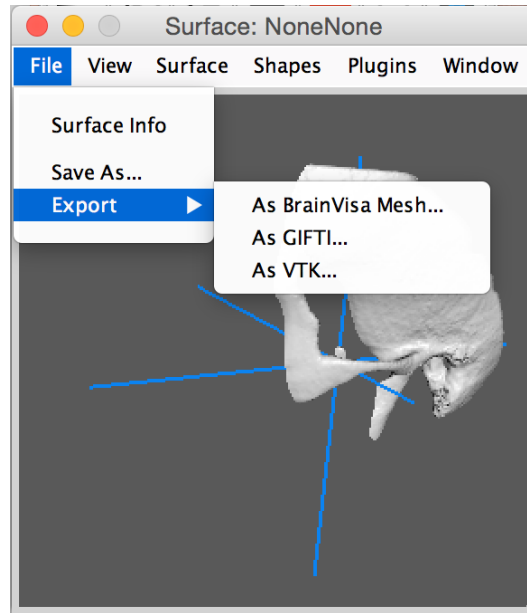 Surface: NoneNone
File View Surface Shapes Plugins Window
Surface Info
Save As...
Export
As BrainVisa Mesh...
As GIFTI...
As VTK...